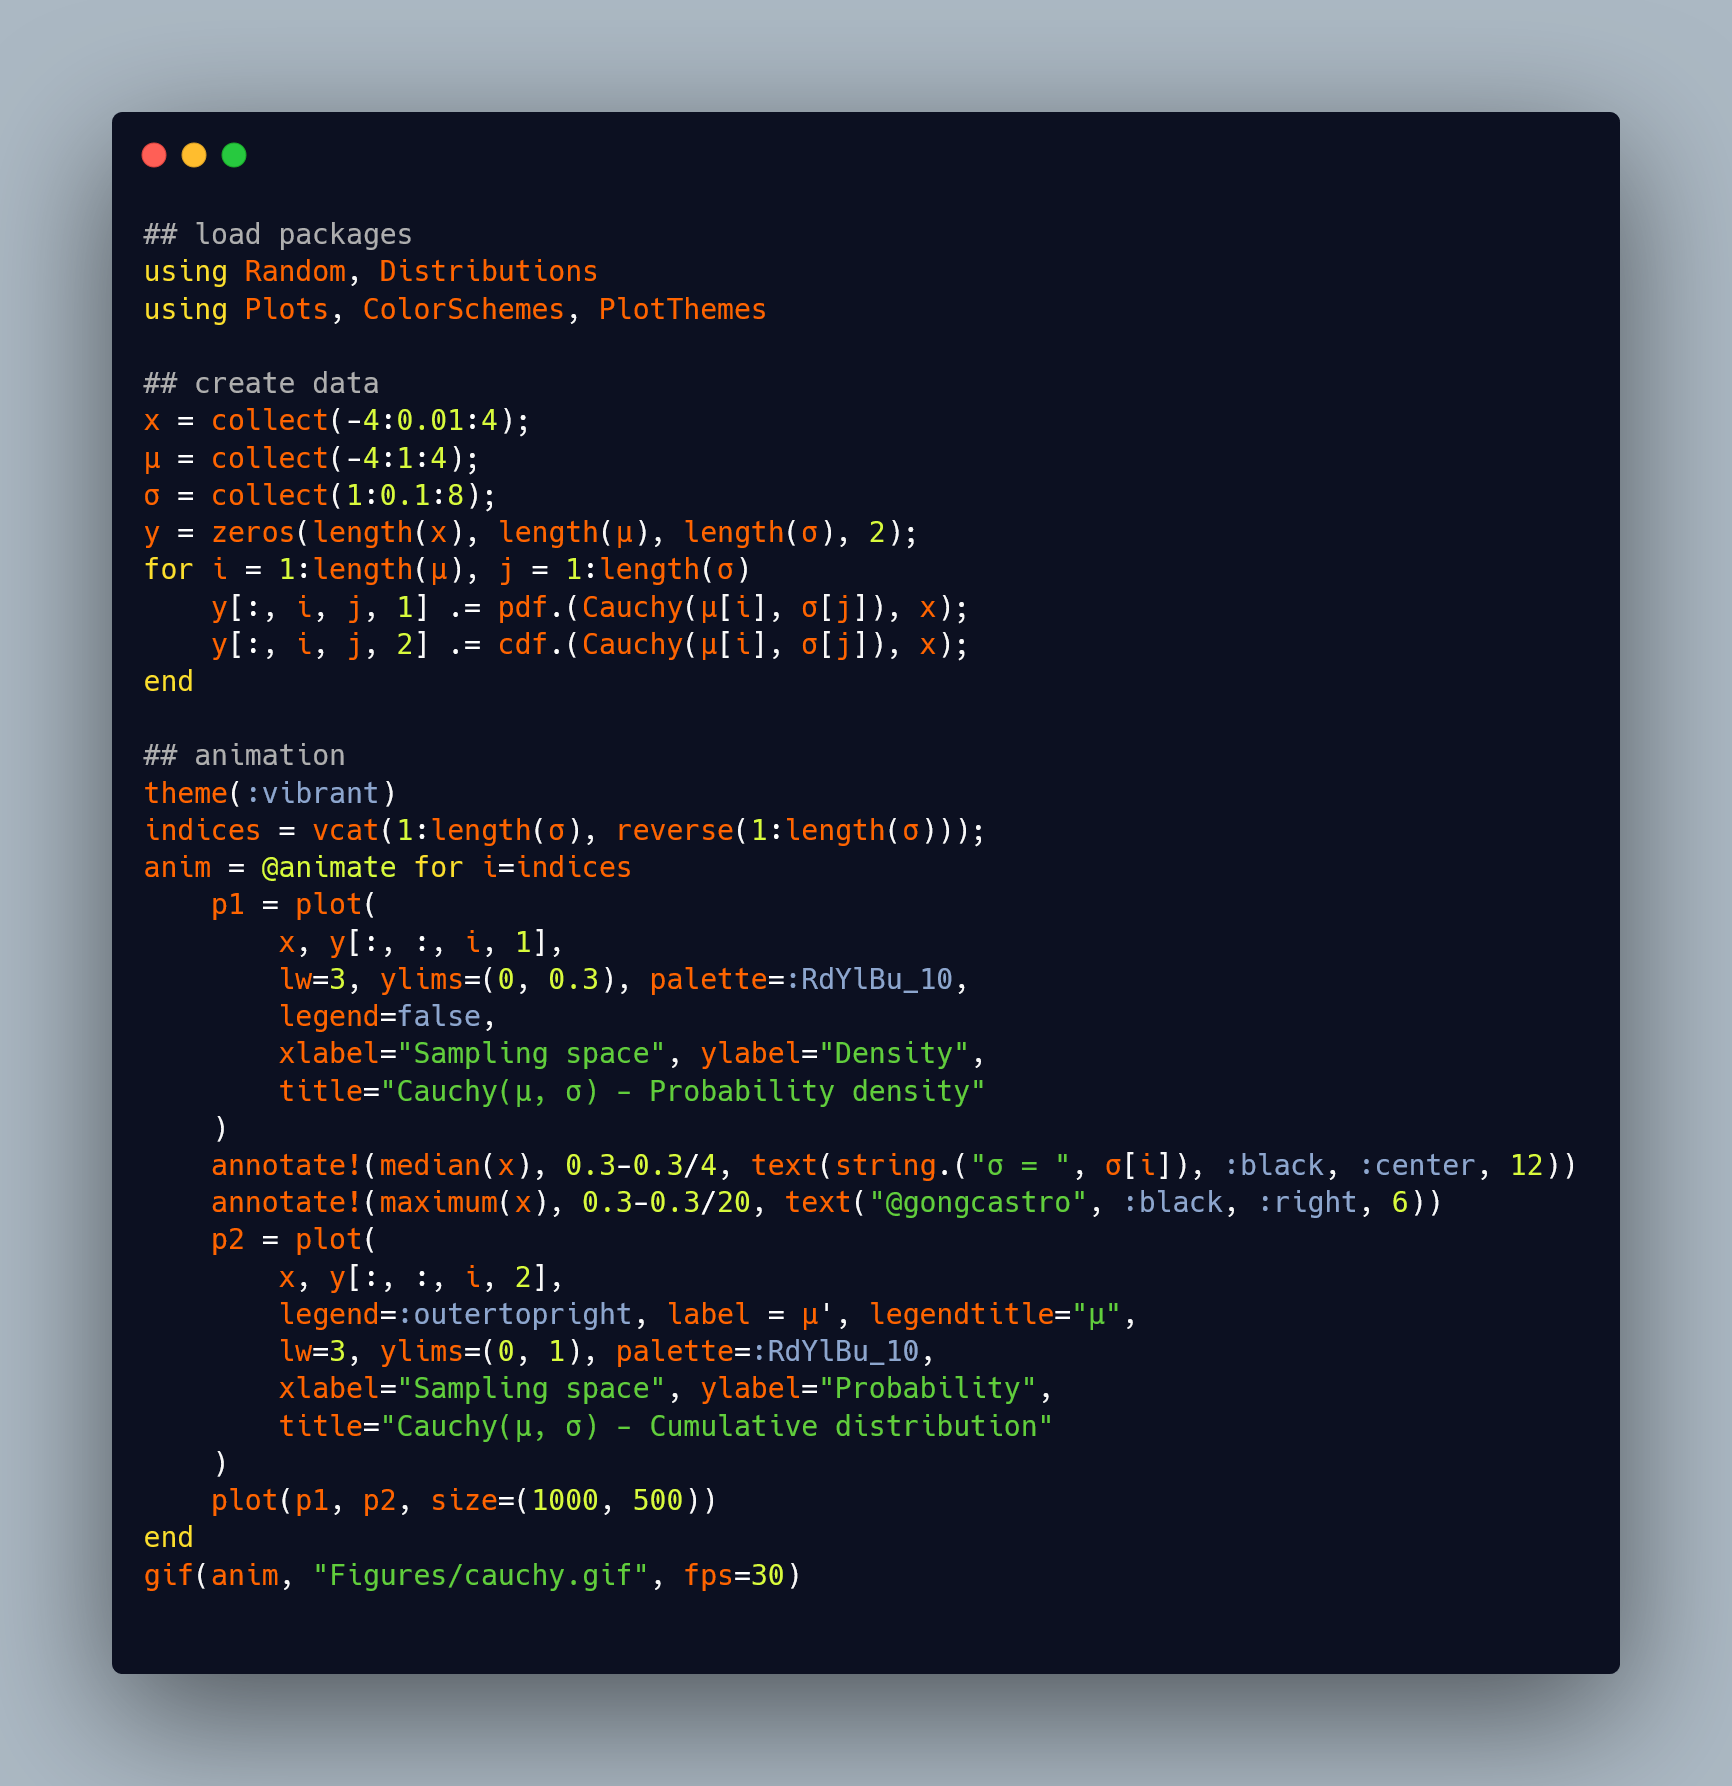 ## load packages
using Random, Distributions
using Plots, ColorSchemes, PlotThemes

## create data
x = collect(-4:0.01:4);
μ = collect(-4:1:4);
σ = collect(1:0.1:8);
y = zeros(length(x), length(μ), length(σ), 2);
for i = 1:length(μ), j = 1:length(σ)
    y[:, i, j, 1] .= pdf.(Cauchy(μ[i], σ[j]), x);
    y[:, i, j, 2] .= cdf.(Cauchy(μ[i], σ[j]), x);
end

## animation
theme(:vibrant)
indices = vcat(1:length(σ), reverse(1:length(σ)));
anim = @animate for i=indices
    p1 = plot(
        x, y[:, :, i, 1],
        lw=3, ylims=(0, 0.3), palette=:RdYlBu_10,
        legend=false,
        xlabel="Sampling space", ylabel="Density",
        title="Cauchy(μ, σ) - Probability density"
    )
    annotate!(median(x), 0.3-0.3/4, text(string.("σ = ", σ[i]), :black, :center, 12))
    annotate!(maximum(x), 0.3-0.3/20, text("@gongcastro", :black, :right, 6))
    p2 = plot(
        x, y[:, :, i, 2],
        legend=:outertopright, label = μ', legendtitle="μ",
        lw=3, ylims=(0, 1), palette=:RdYlBu_10,
        xlabel="Sampling space", ylabel="Probability",
        title="Cauchy(μ, σ) - Cumulative distribution"
    )
    plot(p1, p2, size=(1000, 500))
end
gif(anim, "Figures/cauchy.gif", fps=30)